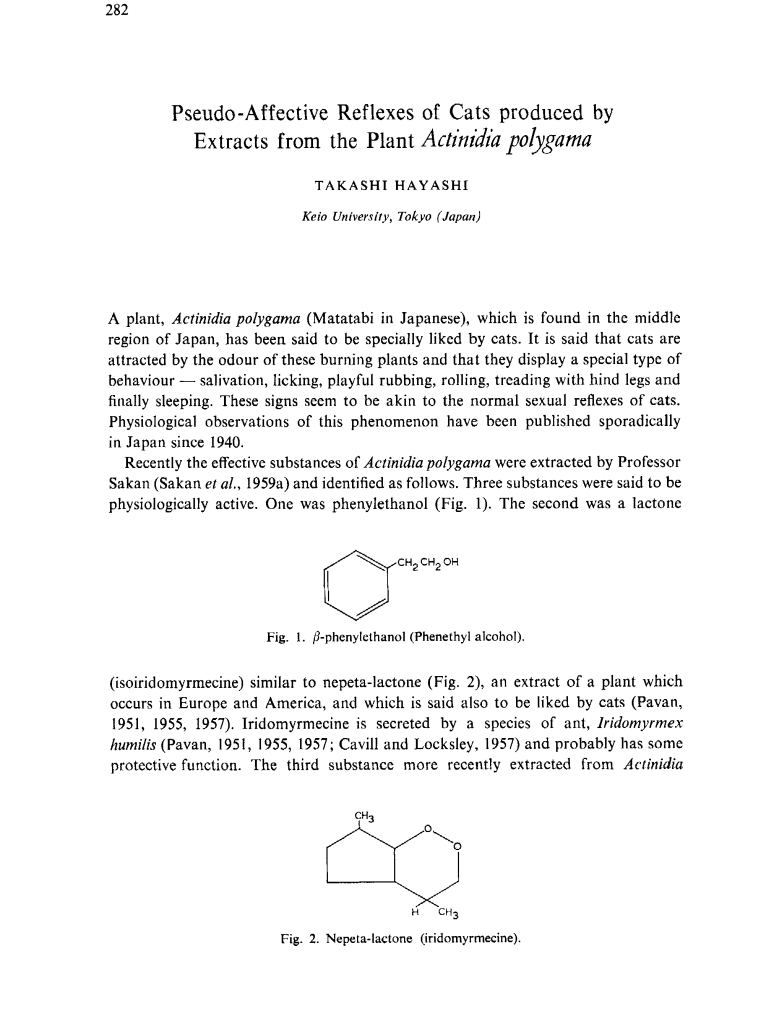 282
Pseudo-Affective Reflexes of Cats produced by
Extracts from the Plant Actinidia polygama
TAKASHI HAYASHI
Keio University, Tokyo (Japan)
A plant, Actinidia polygama (Matatabi in Japanese), which is found in the middle
region of Japan, has been said to be specially liked by cats. It is said that cats are
attracted by the odour of these burning plants and that they display a special type of
behaviour — salivation, licking, playful rubbing, rolling, treading with hind legs and
finally sleeping. These signs seem to be akin to the normal sexual reflexes of cats.
Physiological observations of this phenomenon have been published sporadically
in Japan since 1940.
Recently the effective substances of Actinidia polygama were extracted by Professor
Sakan (Sakan et al., 1959a) and identified as follows. Three substances were said to be
physiologically active. One was phenylethanol (Fig. 1). The second was a lactone
CH2CH2OH
Fig. 1. β-phenylethanol (Phenethyl alcohol).
(isoiridomyrmecine) similar to nepeta-lactone (Fig. 2), an extract of a plant which
occurs in Europe and America, and which is said also to be liked by cats (Pavan,
1951, 1955, 1957). Iridomyrmecine is secreted by a species of ant, Iridomyrmex
humilis (Pavan, 1951, 1955, 1957; Cavill and Locksley, 1957) and probably has some
protective function. The third substance more recently extracted from Actinidia
CH3
O
O
H CH3
Fig. 2. Nepeta-lactone (iridomyrmecine).